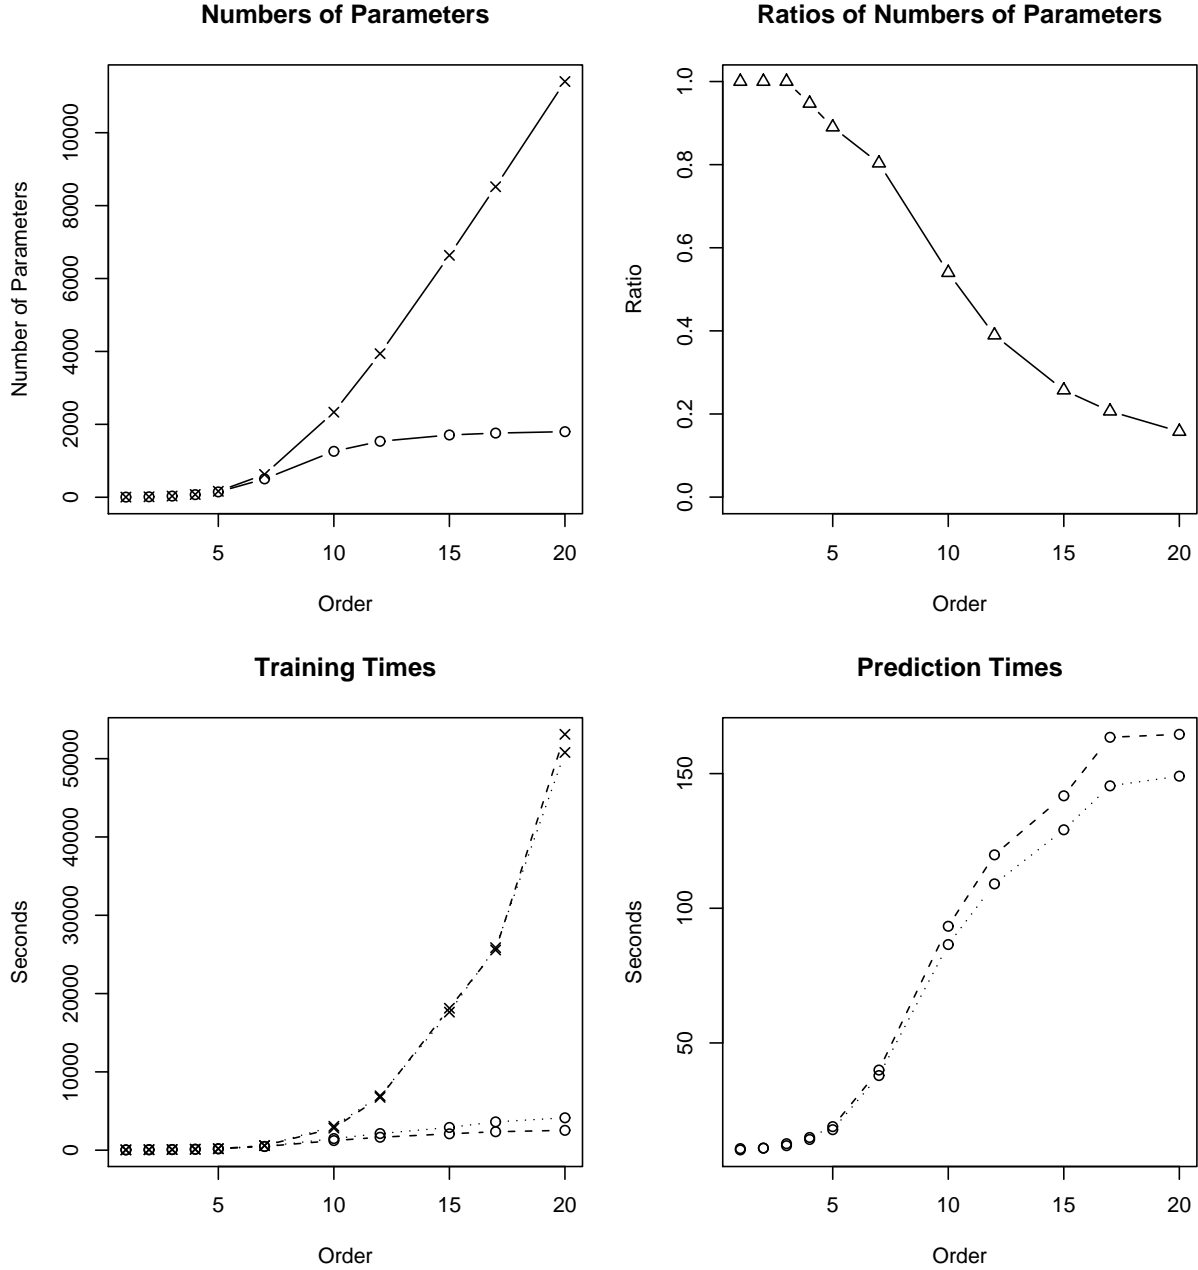 Numbers of Parameters
Number of Parameters
0 2000 4000 6000 8000 10000
5 10 15 20
Order
Ratios of Numbers of Parameters
Ratio
0.0 0.2 0.4 0.6 0.8 1.0
5 10 15 20
Order
Training Times
Seconds
0 10000 20000 30000 40000 50000
5 10 15 20
Order
Prediction Times
Seconds
50 100 150
5 10 15 20
Order